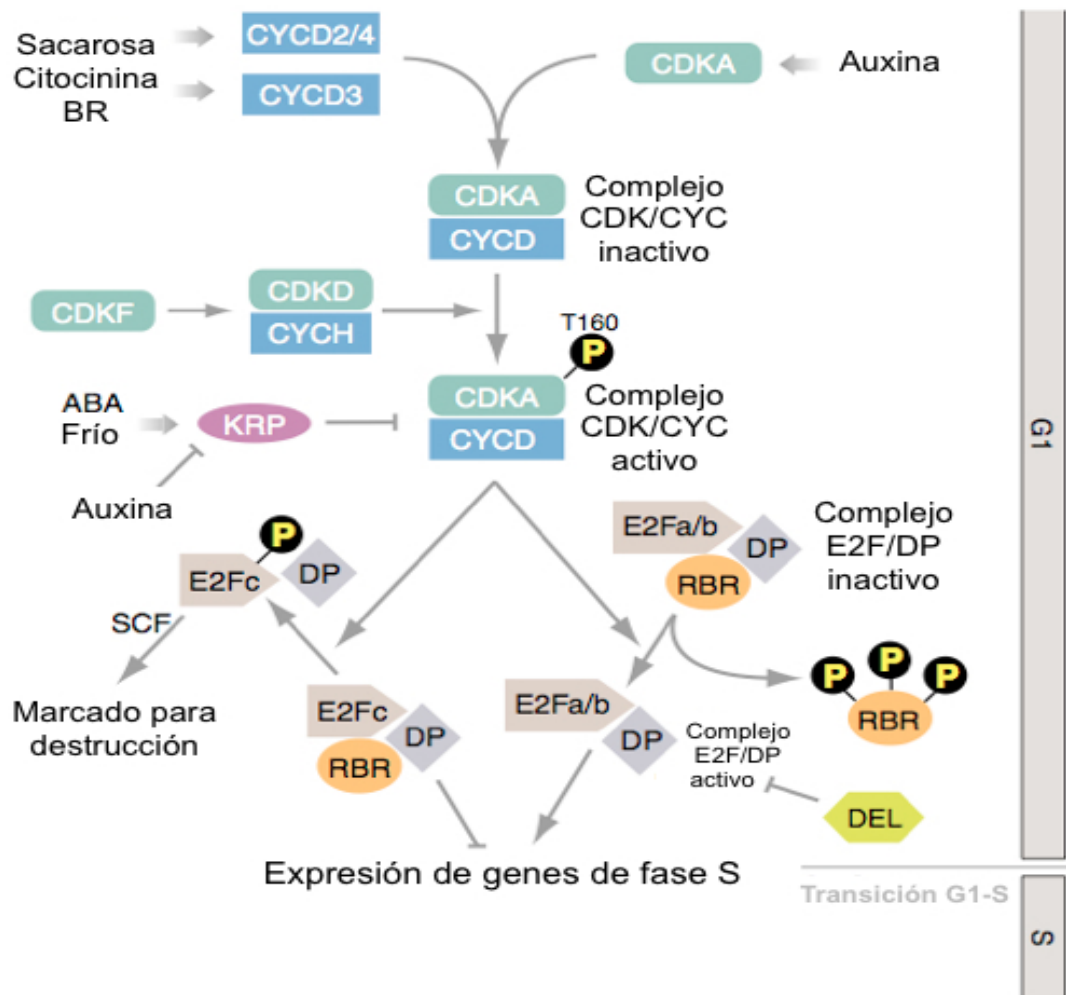 Sacarosa
Citocinina
BR
CYCD2/4
CYCD3
CDKA
Auxina
CDKA
CYCD
Complejo
CDK/CYC
inactivo
CDKF
CDKD
CYCH
T160
P
CDKA
CYCD
Complejo
CDK/CYC
activo
ABA
Frío
KRP
Auxina
G1
P
E2Fc
DP
SCF
Marcado para
destrucción
E2Fa/b
DP
RBR
Complejo
E2F/DP
inactivo
E2Fc
DP
RBR
E2Fa/b
DP
Complejo
E2F/DP
activo
P
P
P
RBR
DEL
Expresión de genes de fase S
Transición G1-S
S